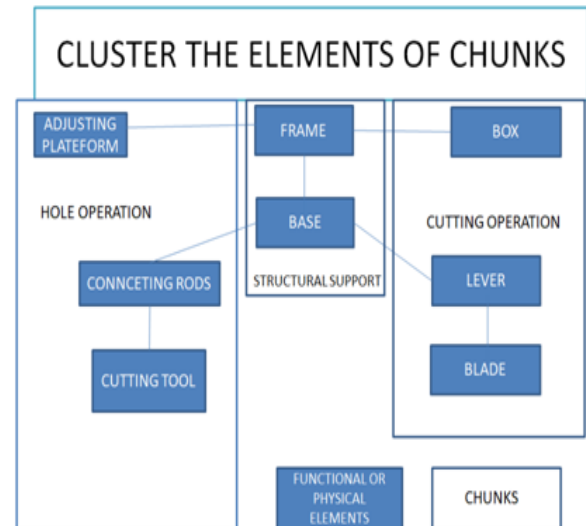 CLUSTER THE ELEMENTS OF CHUNKS
ADJUSTING
PLATEFORM
FRAME
BOX
HOLE OPERATION
BASE
CUTTING OPERATION
CONNCETING RODS
STRUCTURAL SUPPORT
LEVER
CUTTING TOOL
BLADE
FUNCTIONAL OR
PHYSICAL
ELEMENTS
CHUNKS